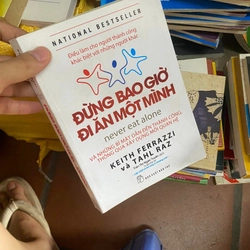 NATIONAL BESTSELLER
Điều làm cho người thành công
khác biệt với những người khác
ĐỪNG BAO GIỜ
ĐI ĂN MỘT MÌNH
never eat alone
VÀ NHỮNG BÍ MẬT DẪN ĐẾN THÀNH CÔNG,
THÔNG QUA XÂY DỰNG MỐI QUAN HỆ
KEITH FERRAZZI
và TAHL RAZ